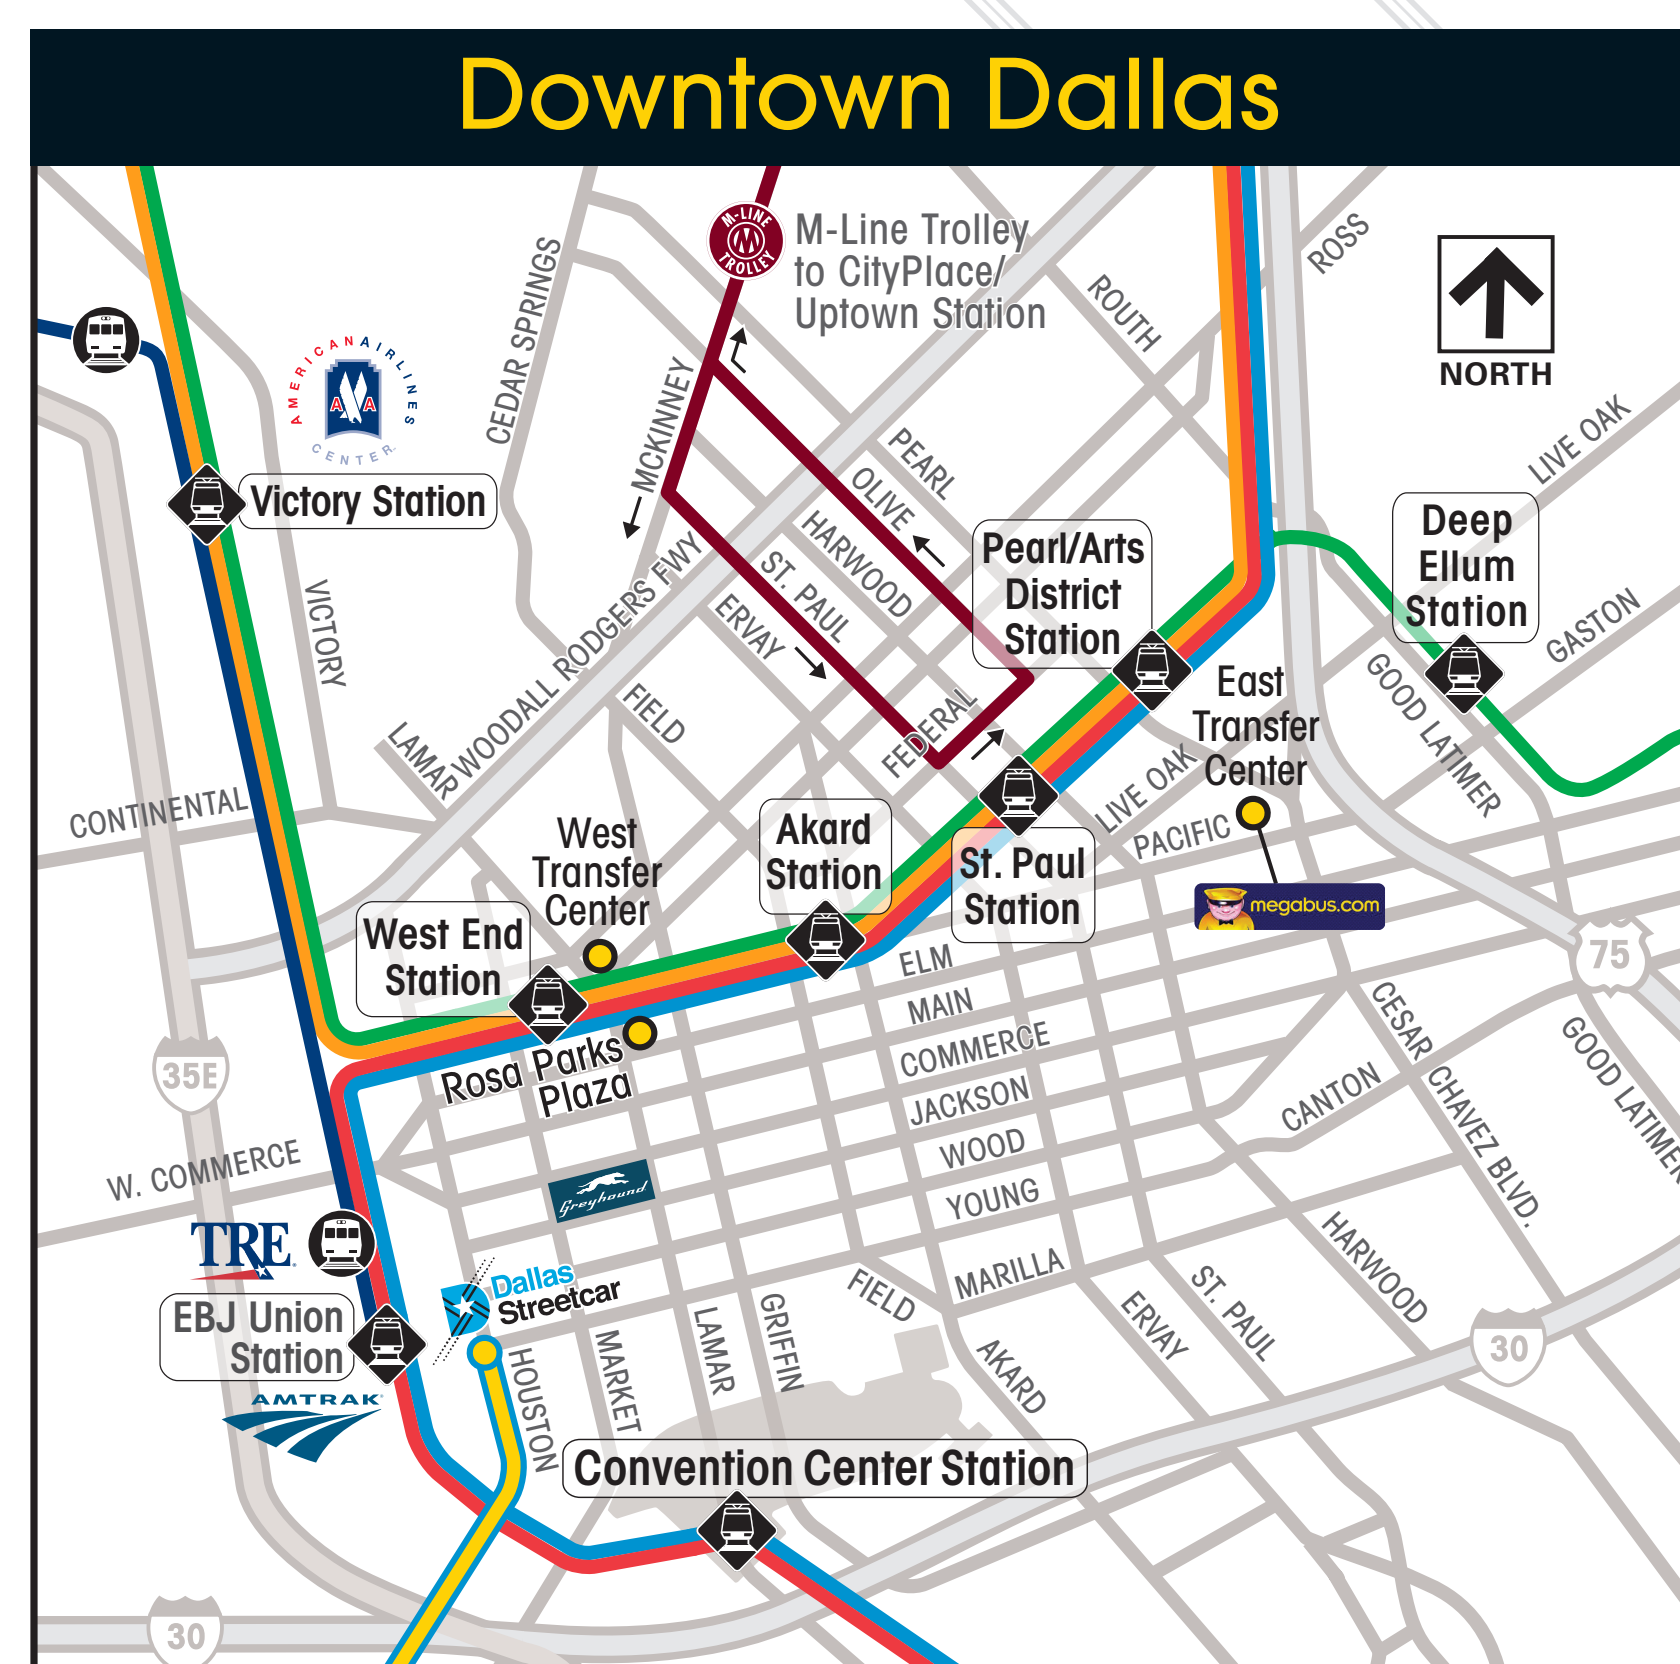 Downtown Dallas
M-LINE
TROLLEY
M-Line Trolley
to CityPlace/
Uptown Station
NORTH
ROSS
ROUTH
CEDAR SPRINGS
AMERICAN AIRLINES
AA
CENTER
MCKINNEY
LIVE OAK
Victory Station
PEARL
OLIVE
HARWOOD
ST. PAUL
ERVAY
Pearl/Arts
District
Station
Deep
Ellum
Station
GASTON
VICTORY
WOODALL RODGERS FWY
FIELD
LAMAR
FEDERAL
East
Transfer
Center
GOOD LATIMER
LIVE OAK
PACIFIC
CONTINENTAL
West
Transfer
Center
Akard
Station
St. Paul
Station
megabus.com
West End
Station
75
ELM
MAIN
COMMERCE
JACKSON
WOOD
YOUNG
MARILLA
Rosa Parks
Plaza
35E
CESAR CHAVEZ BLVD.
GOOD LATIMER
CANTON
W. COMMERCE
Greyhound
TRE
EBJ Union
Station
AMTRAK
Dallas
Streetcar
HOUSTON
MARKET
LAMAR
GRIFFIN
FIELD
AKARD
ERVAY
ST. PAUL
HARWOOD
30
Convention Center Station
30